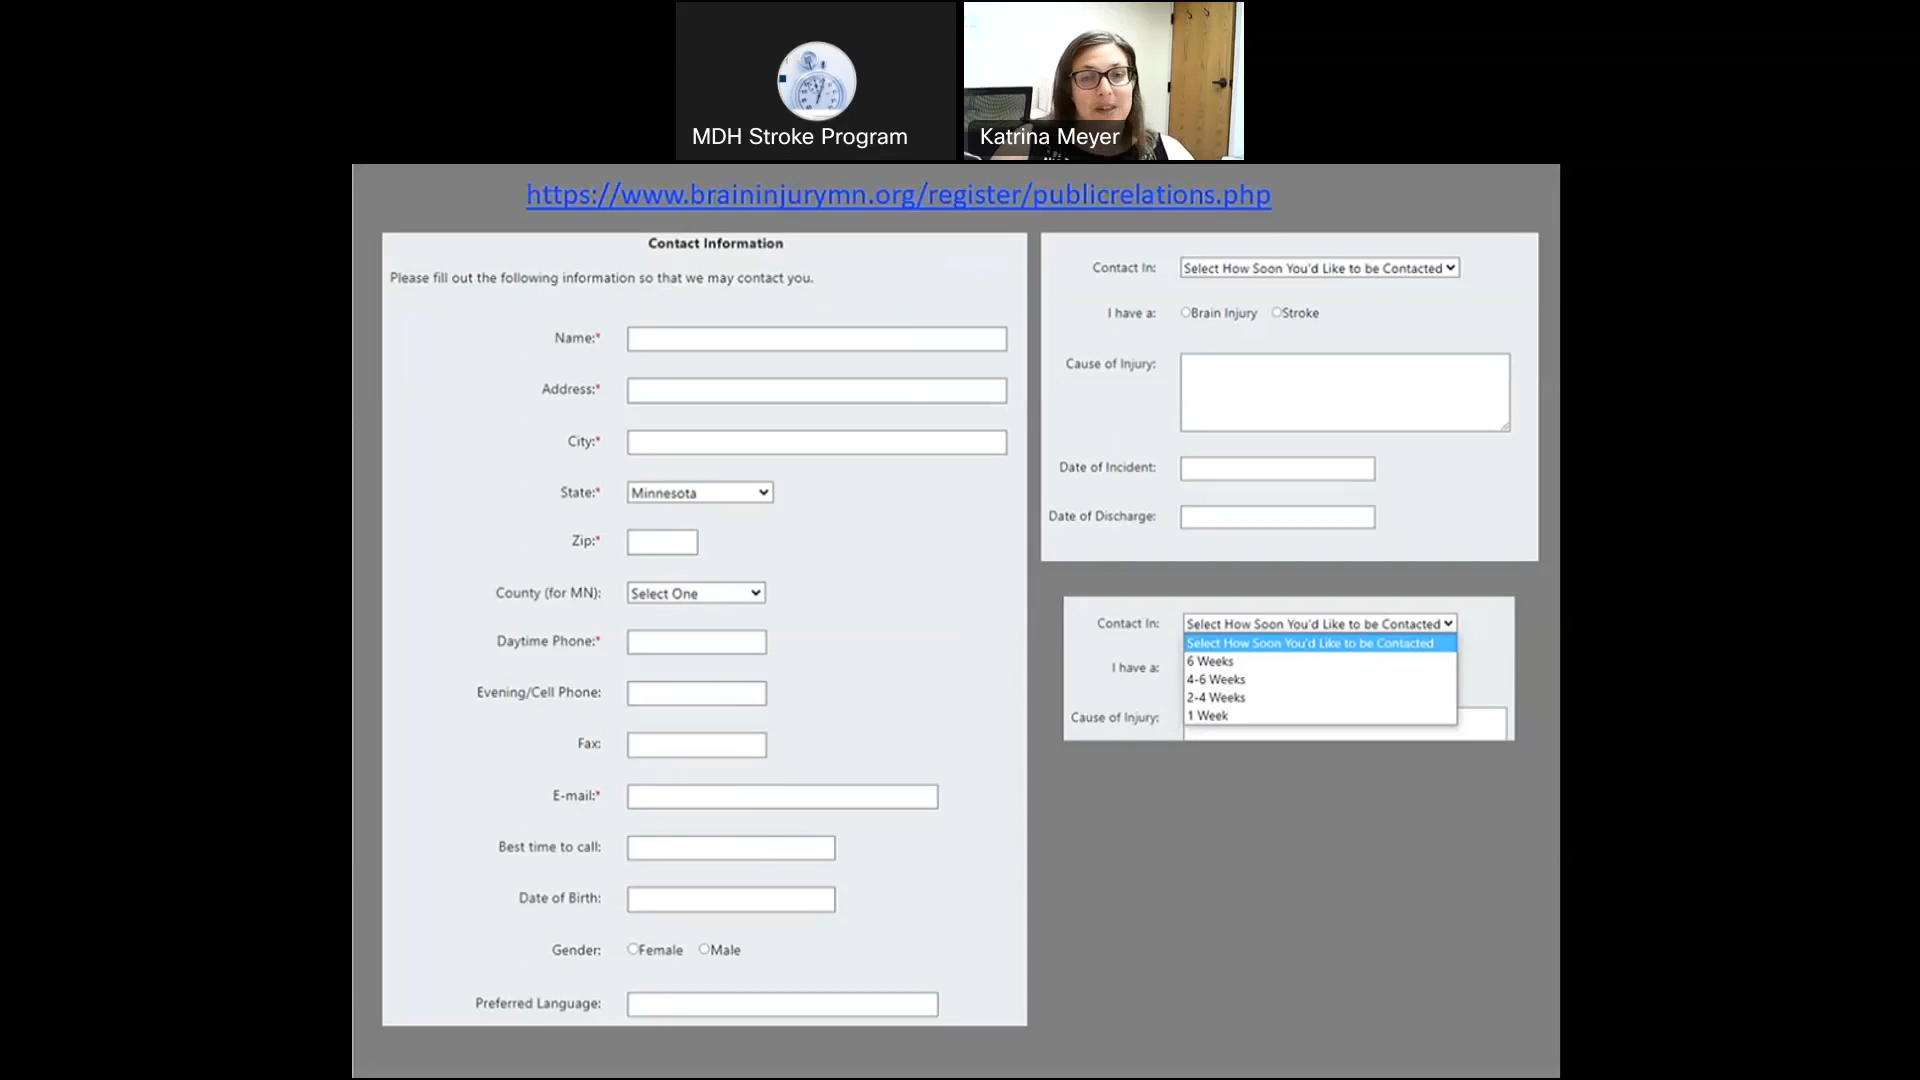 MDH Stroke Program
Katrina Meyer
https://www.braininjurymn.org/register/publicrelations.php
Contact Information
Please fill out the following information so that we may contact you.
Name:*
Address:*
City:*
State:* Minnesota
Zip:*
County (for MN): Select One
Daytime Phone:*
Evening/Cell Phone:
Fax:
E-mail:*
Best time to call:
Date of Birth:
Gender: Female Male
Preferred Language:
Contact In: Select How Soon You'd Like to be Contacted
I have a: Brain Injury Stroke
Cause of Injury:
Date of Incident:
Date of Discharge:
Contact In: Select How Soon You'd Like to be Contacted
Select How Soon You'd Like to be Contacted
6 Weeks
I have a:
4-6 Weeks
2-4 Weeks
Cause of Injury:
1 Week